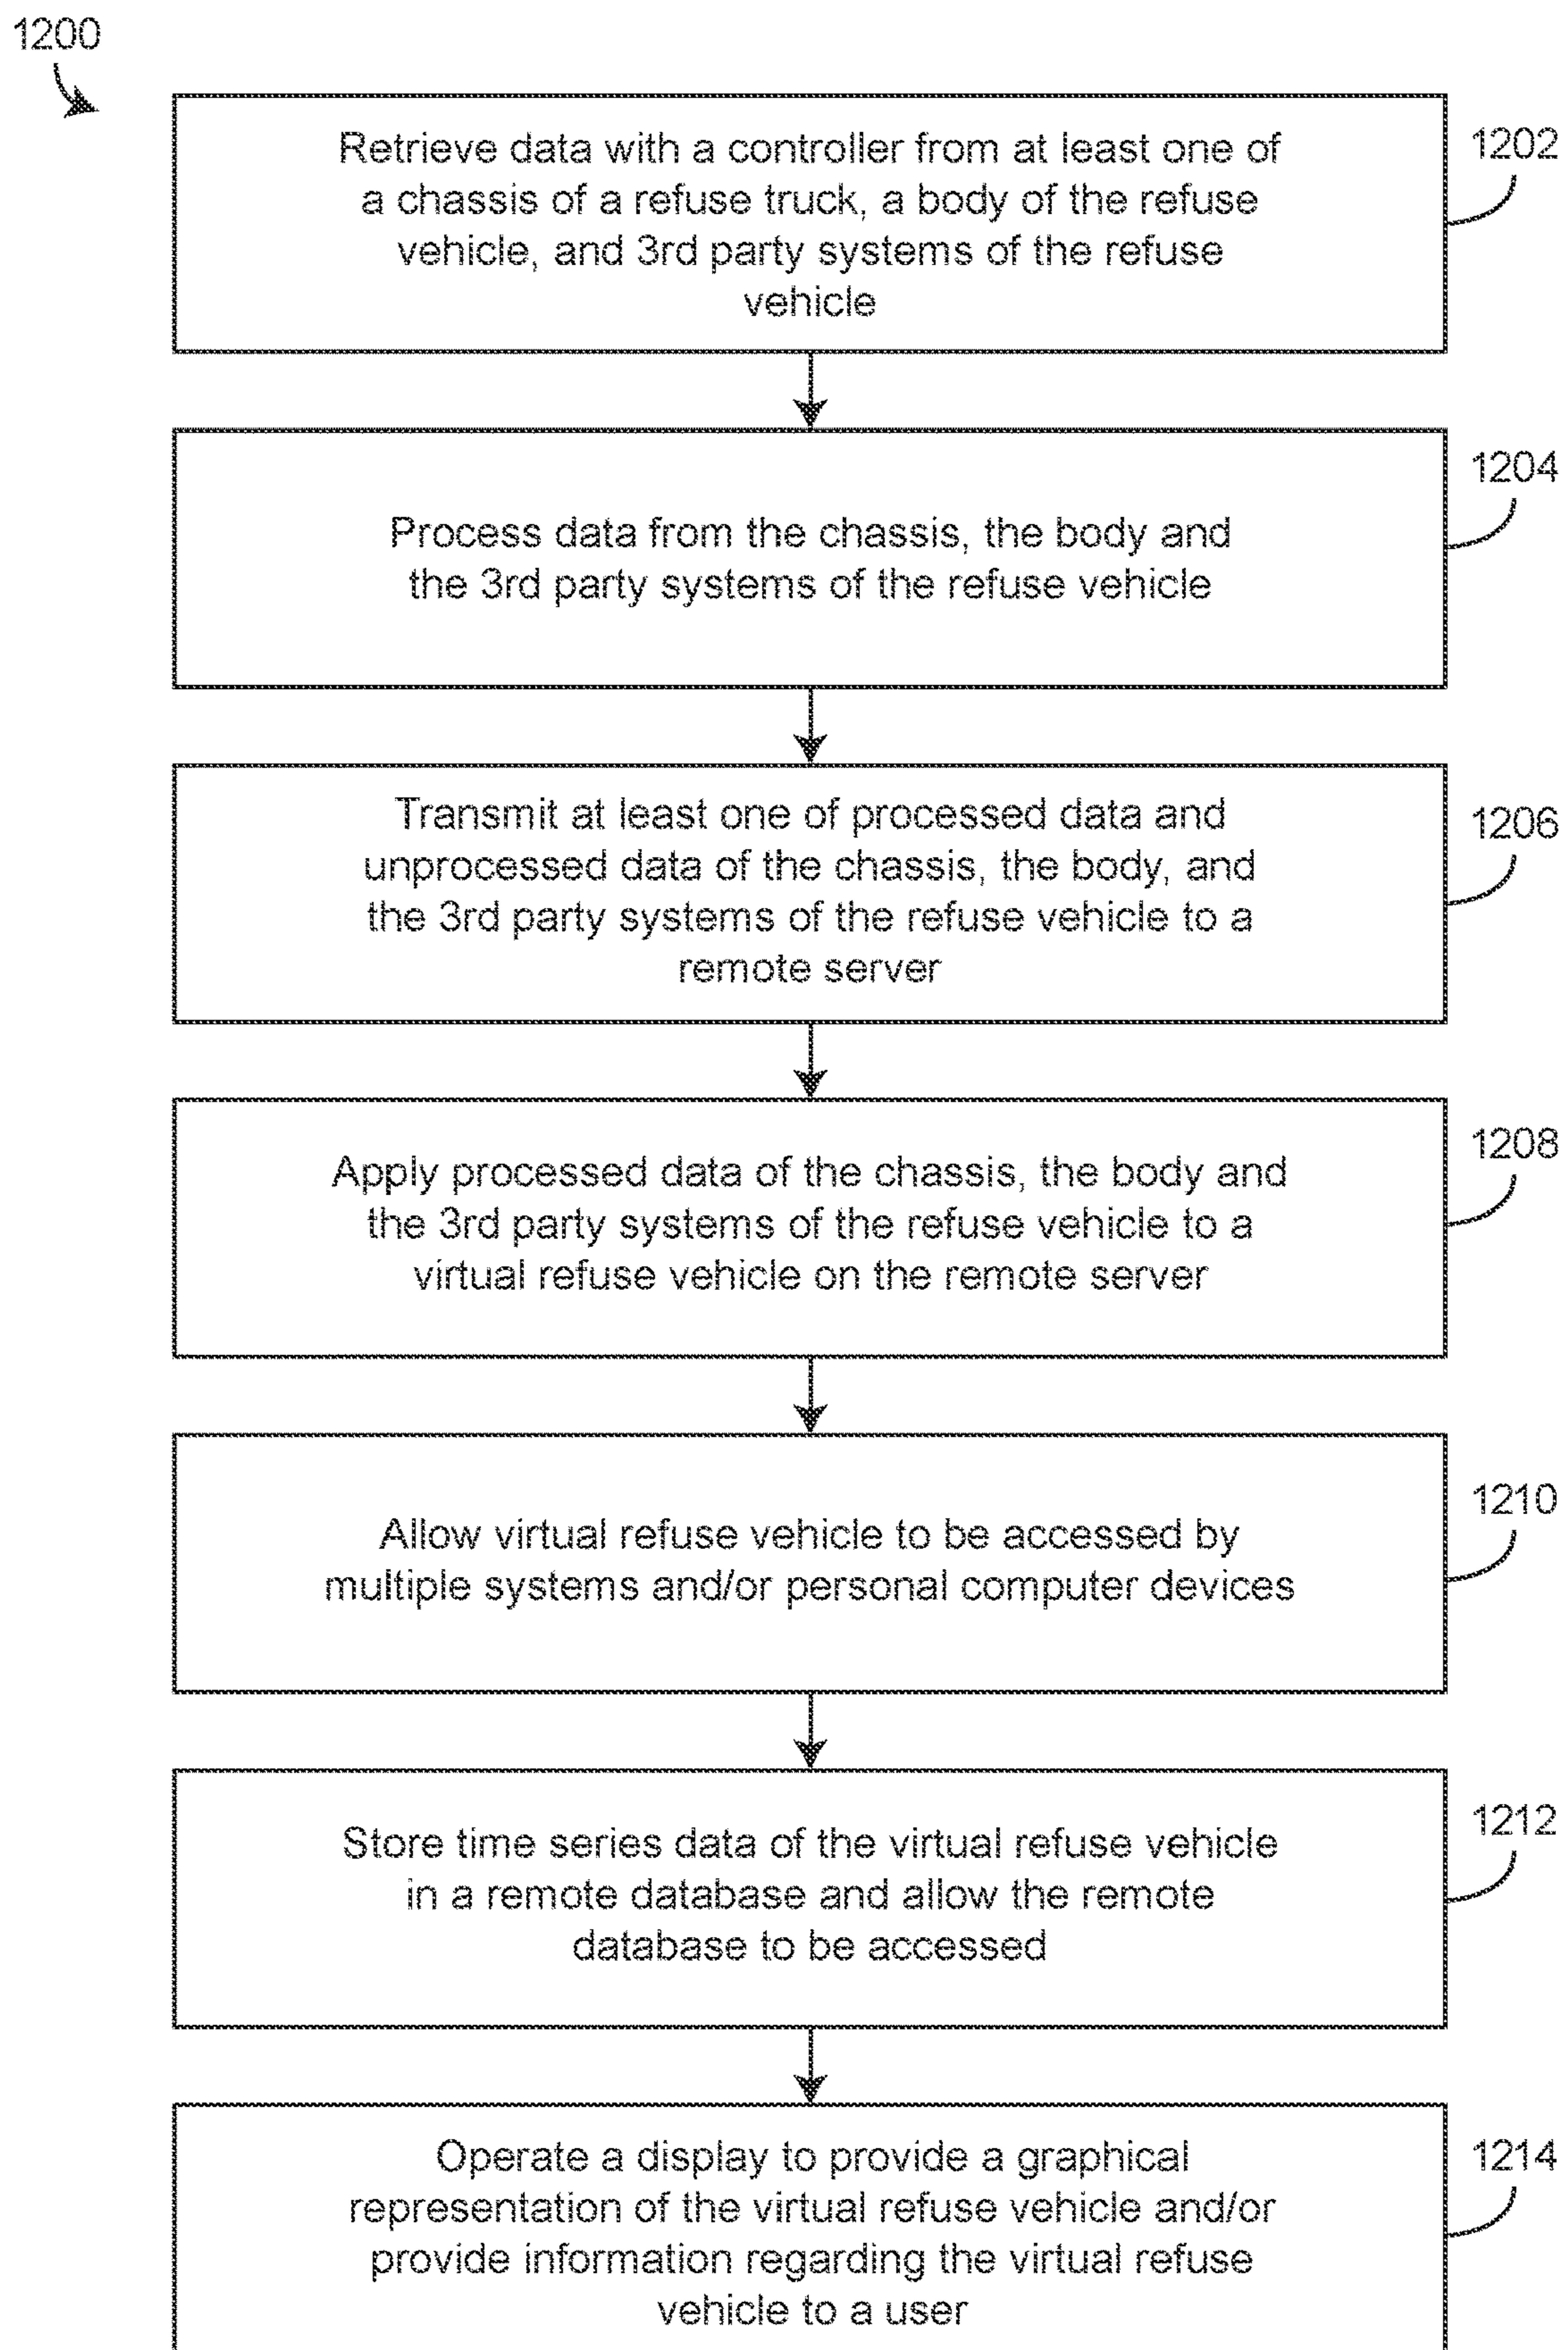 1200
Retrieve data with a controller from at least one of
a chassis of a refuse truck, a body of the refuse
vehicle, and 3rd party systems of the refuse
vehicle
1202
Process data from the chassis, the body and
the 3rd party systems of the refuse vehicle
1204
Transmit at least one of processed data and
unprocessed data of the chassis, the body, and
the 3rd party systems of the refuse vehicle to a
remote server
1206
Apply processed data of the chassis, the body and
the 3rd party systems of the refuse vehicle to a
virtual refuse vehicle on the remote server
1208
Allow virtual refuse vehicle to be accessed by
multiple systems and/or personal computer devices
1210
Store time series data of the virtual refuse vehicle
in a remote database and allow the remote
database to be accessed
1212
Operate a display to provide a graphical
representation of the virtual refuse vehicle and/or
provide information regarding the virtual refuse
vehicle to a user
1214